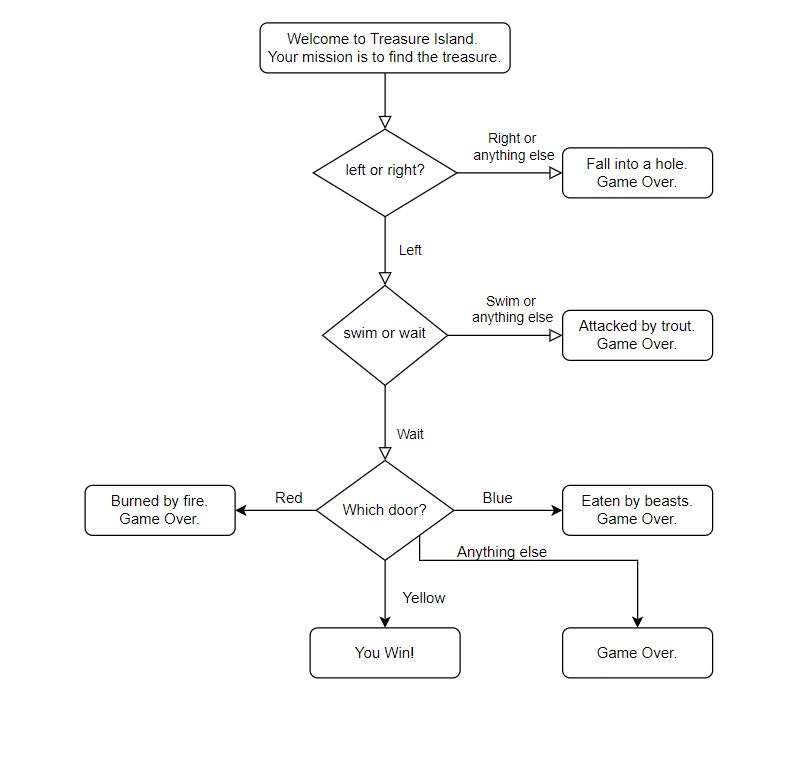 Welcome to Treasure Island.
Your mission is to find the treasure.
left or right?
Right or
anything else
Fall into a hole.
Game Over.
Left
swim or wait
Swim or
anything else
Attacked by trout.
Game Over.
Wait
Burned by fire.
Game Over.
Red
Which door?
Blue
Eaten by beasts.
Game Over.
Anything else
Yellow
You Win!
Game Over.